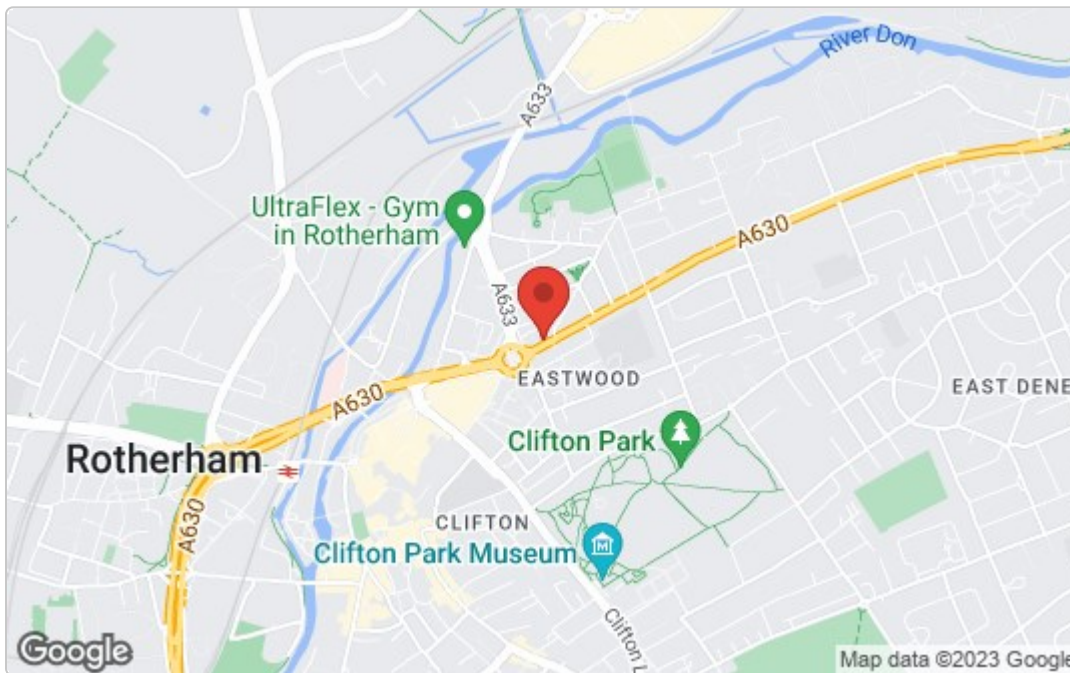 River Don
A633
UltraFlex - Gym
in Rotherham
A630
A633
EASTWOOD
A630
EAST DENE
Clifton Park
Rotherham
A630
CLIFTON
Clifton Park Museum
Clifton L
Google
Map data ©2023 Google